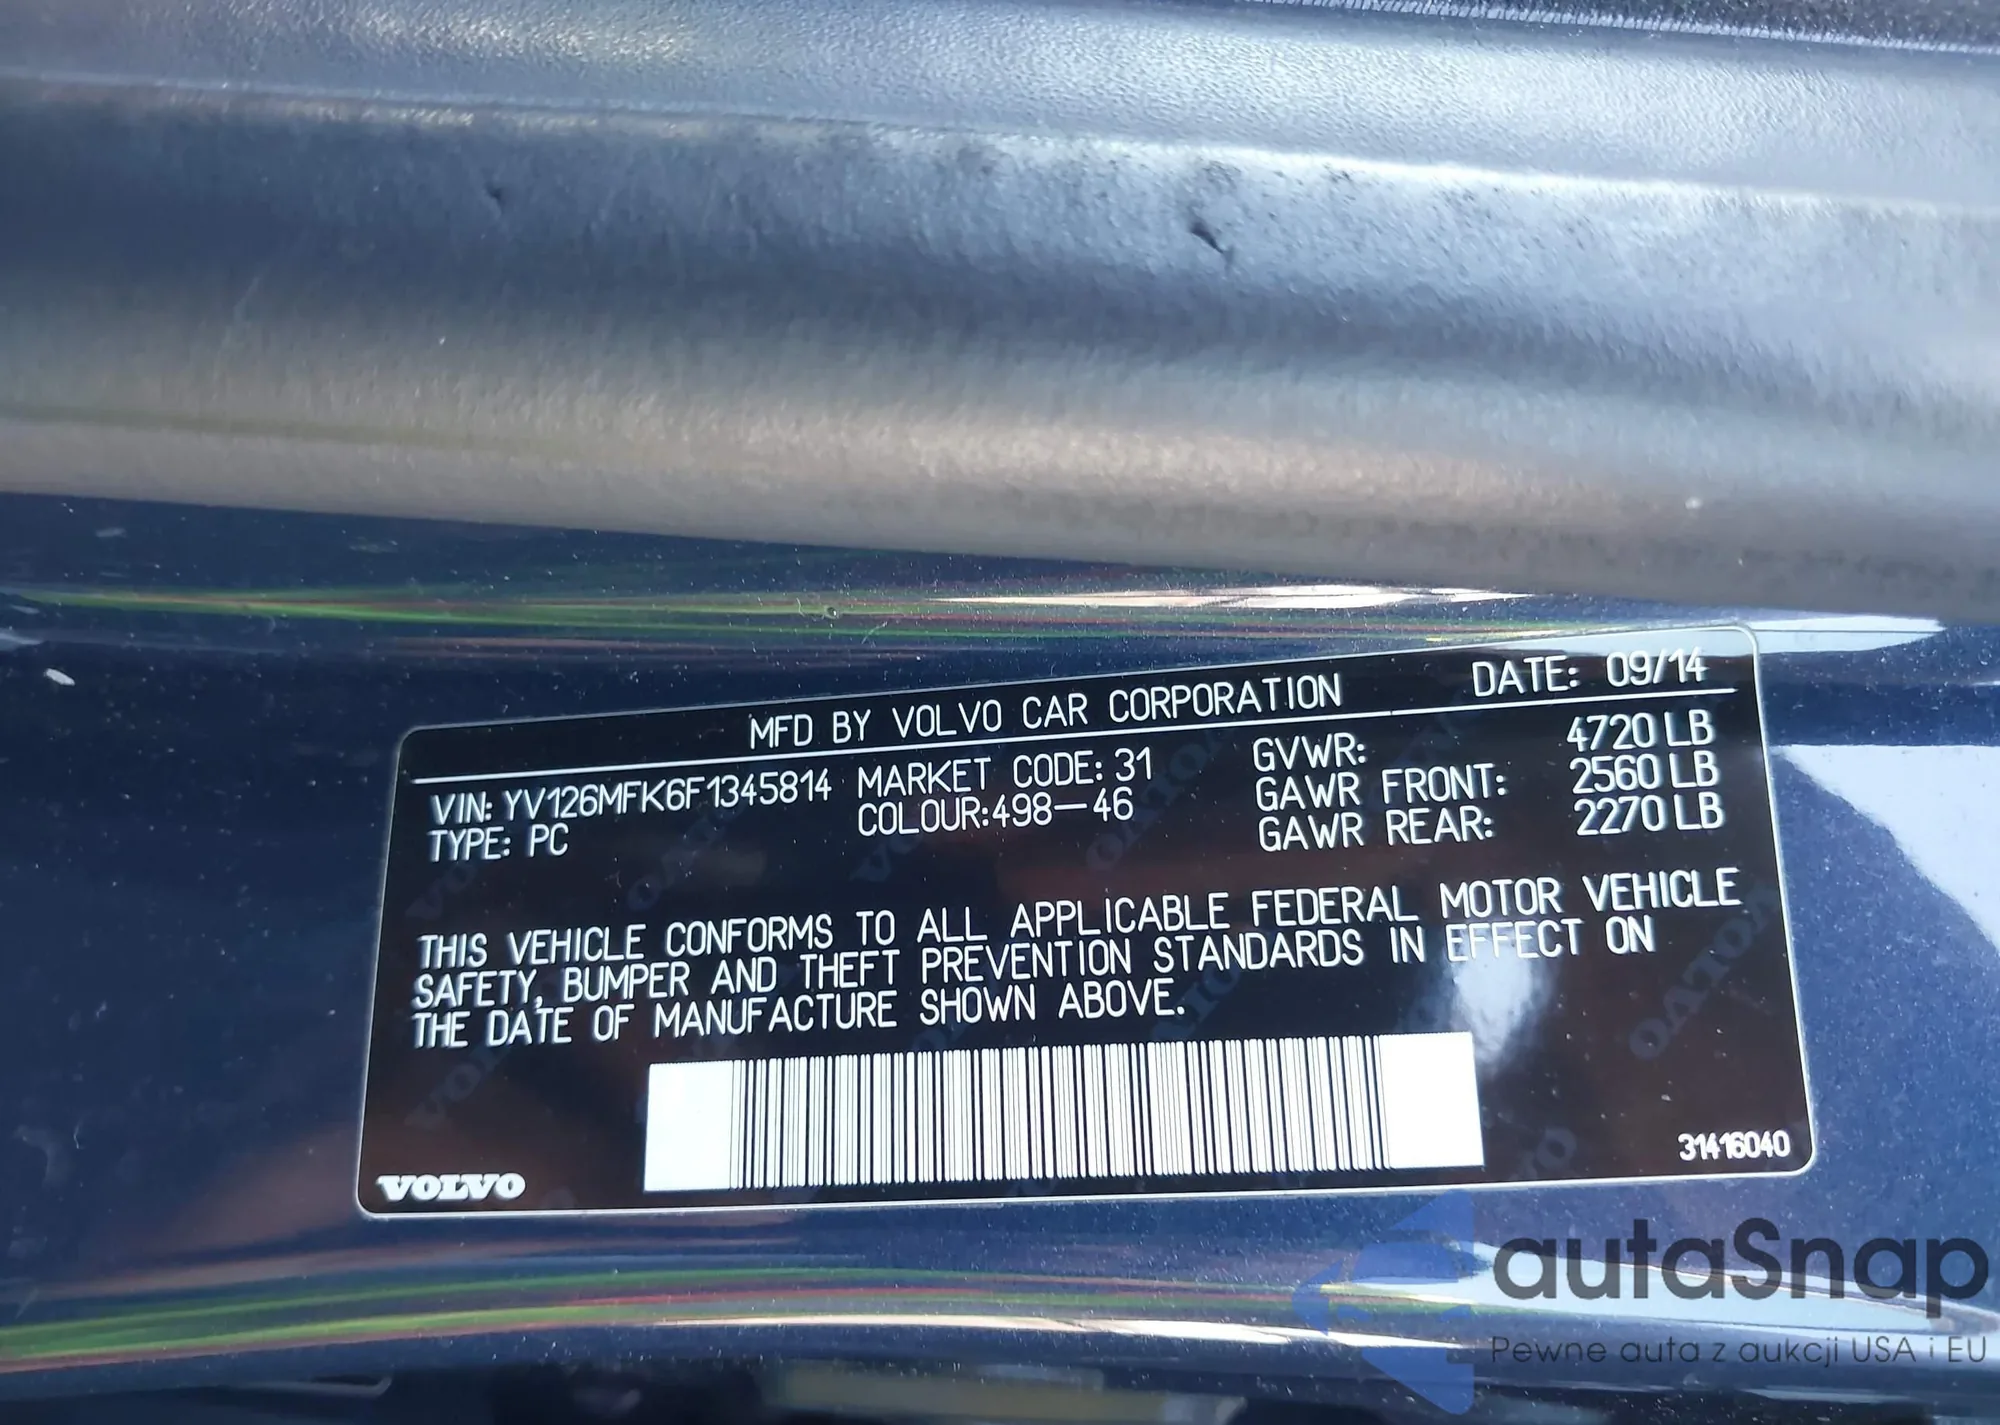 MFD BY VOLVO CAR CORPORATION DATE: 09/14
VIN: YV126MFK6F1345814 MARKET CODE: 31 GVWR: 4720 LB
TYPE: PC COLOUR:498-46 GAWR FRONT: 2560 LB
GAWR REAR: 2270 LB
THIS VEHICLE CONFORMS TO ALL APPLICABLE FEDERAL MOTOR VEHICLE
SAFETY, BUMPER AND THEFT PREVENTION STANDARDS IN EFFECT ON
THE DATE OF MANUFACTURE SHOWN ABOVE.
VOLVO
31416040
autaSnap
Pewne auta z aukcji USA i EU